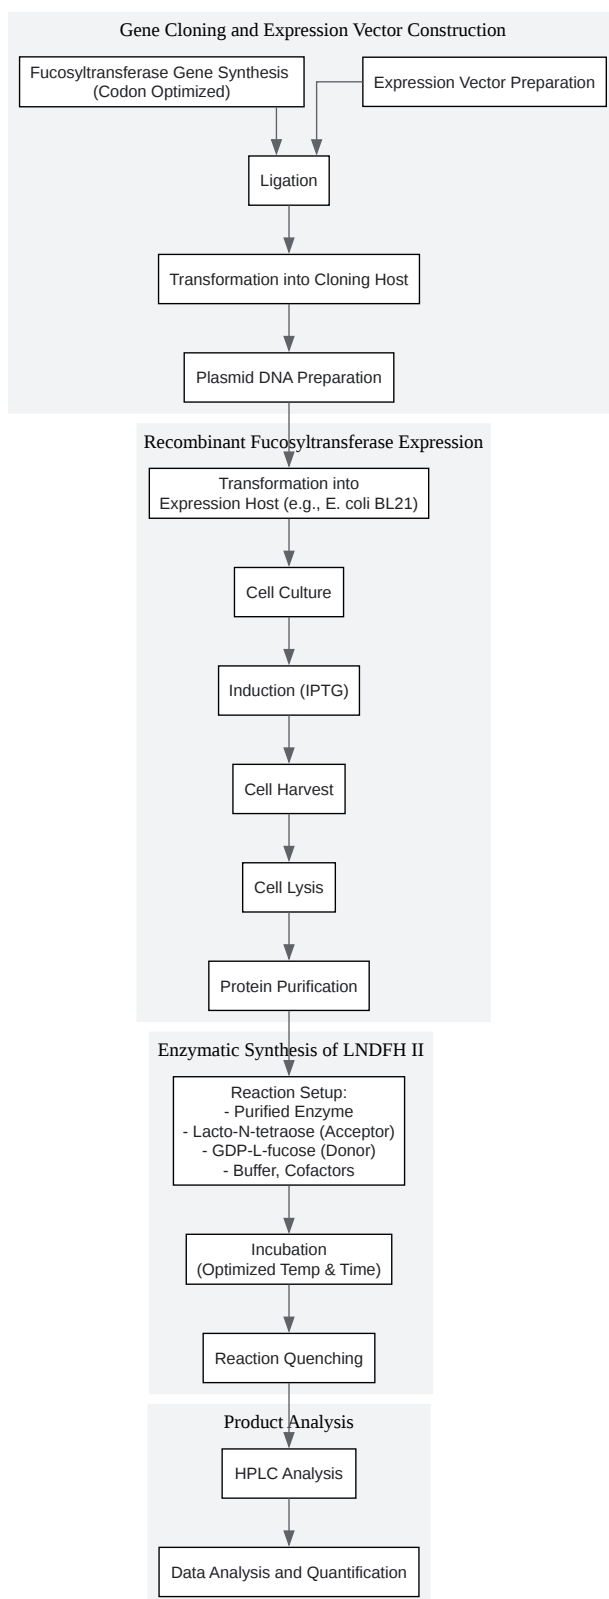 Gene Cloning and Expression Vector Construction
Fucosyltransferase Gene Synthesis
(Codon Optimized)
Expression Vector Preparation
Ligation
Transformation into Cloning Host
Plasmid DNA Preparation
Recombinant Fucosyltransferase Expression
Transformation into
Expression Host (e.g., E. coli BL21)
Cell Culture
Induction (IPTG)
Cell Harvest
Cell Lysis
Protein Purification
Enzymatic Synthesis of LNDFH II
Reaction Setup:
- Purified Enzyme
- Lacto-N-tetraose (Acceptor)
- GDP-L-fucose (Donor)
- Buffer, Cofactors
Incubation
(Optimized Temp & Time)
Reaction Quenching
Product Analysis
HPLC Analysis
Data Analysis and Quantification